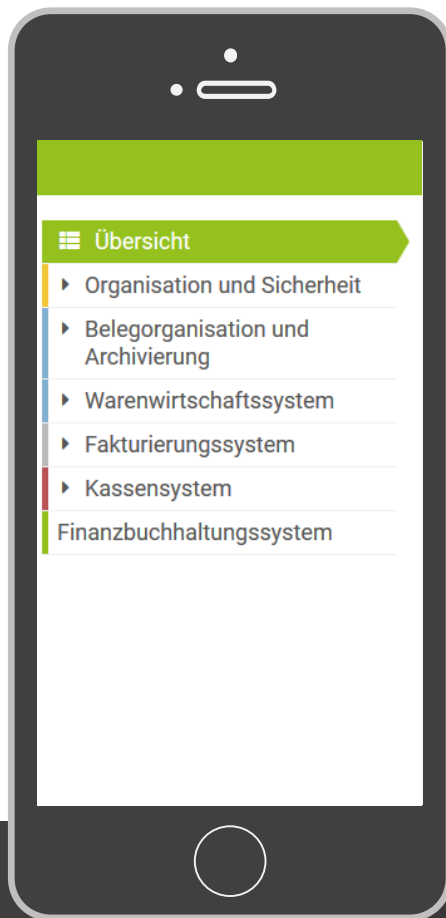 Übersicht
Organisation und Sicherheit
Belegorganisation und
Archivierung
Warenwirtschaftssystem
Fakturierungssystem
Kassensystem
Finanzbuchhaltungssystem